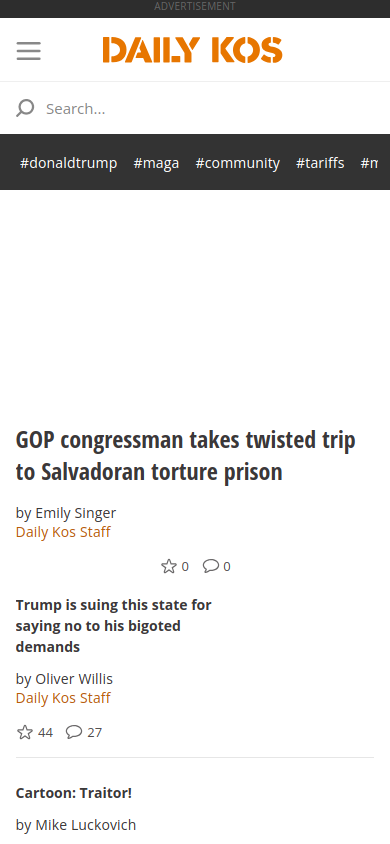 ADVERTISEMENT
DAILY KOS
Search...
#donaldtrump #maga #community #tariffs
GOP congressman takes twisted trip
to Salvadoran torture prison
by Emily Singer
Daily Kos Staff
0 0
Trump is suing this state for
saying no to his bigoted
demands
by Oliver Willis
Daily Kos Staff
44 27
Cartoon: Traitor!
by Mike Luckovich